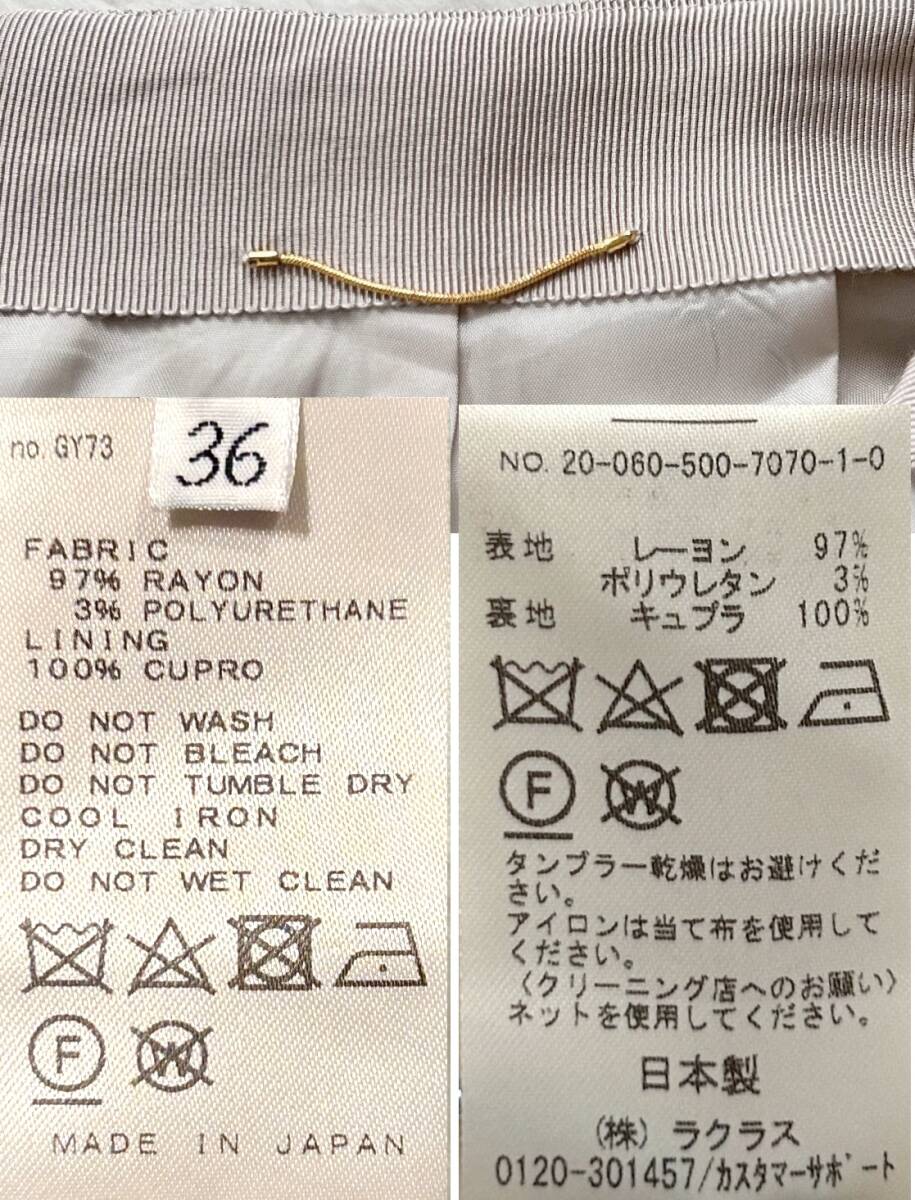 no. GY73
36
FABRIC
97% RAYON
3% POLYURETHANE
LINING
100% CUPRO
DO NOT WASH
DO NOT BLEACH
DO NOT TUMBLE DRY
COOL IRON
DRY CLEAN
DO NOT WET CLEAN
F W
MADE IN JAPAN
NO. 20-060-500-7070-1-0
表地 レーヨン 97%
ポリウレタン 3%
裏地 キュプラ 100%
F W
タンブラー乾燥はお避けくだ
さい。
アイロンは当て布を使用して
ください。
〈クリーニング店へのお願い〉
ネットを使用してください。
日本製
(株) ラクラス
0120-301457/カスタマーサポート